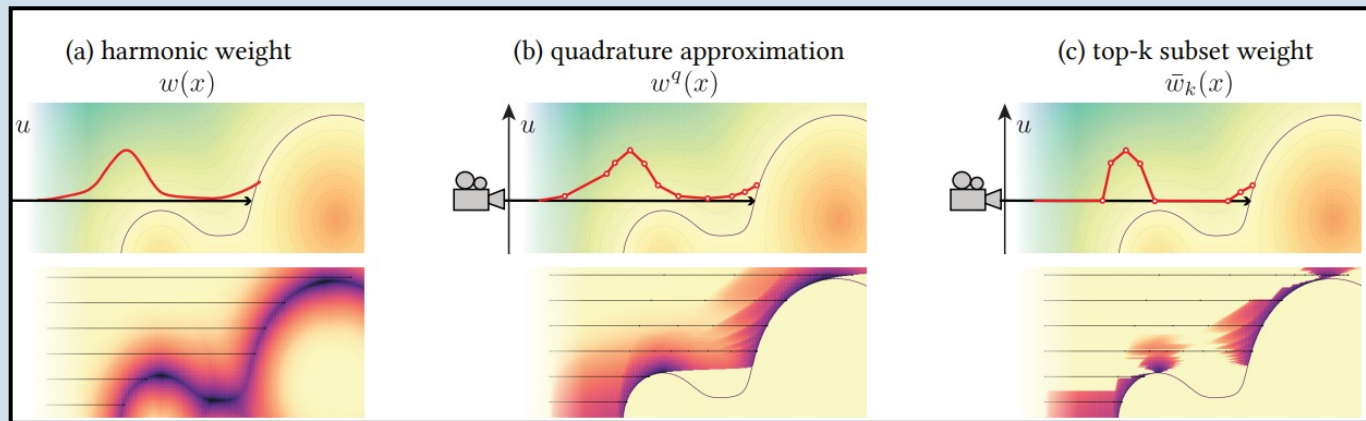 (a) harmonic weight
w(x)
u
(b) quadrature approximation
w^q(x)
u
(c) top-k subset weight
w̄_k(x)
u